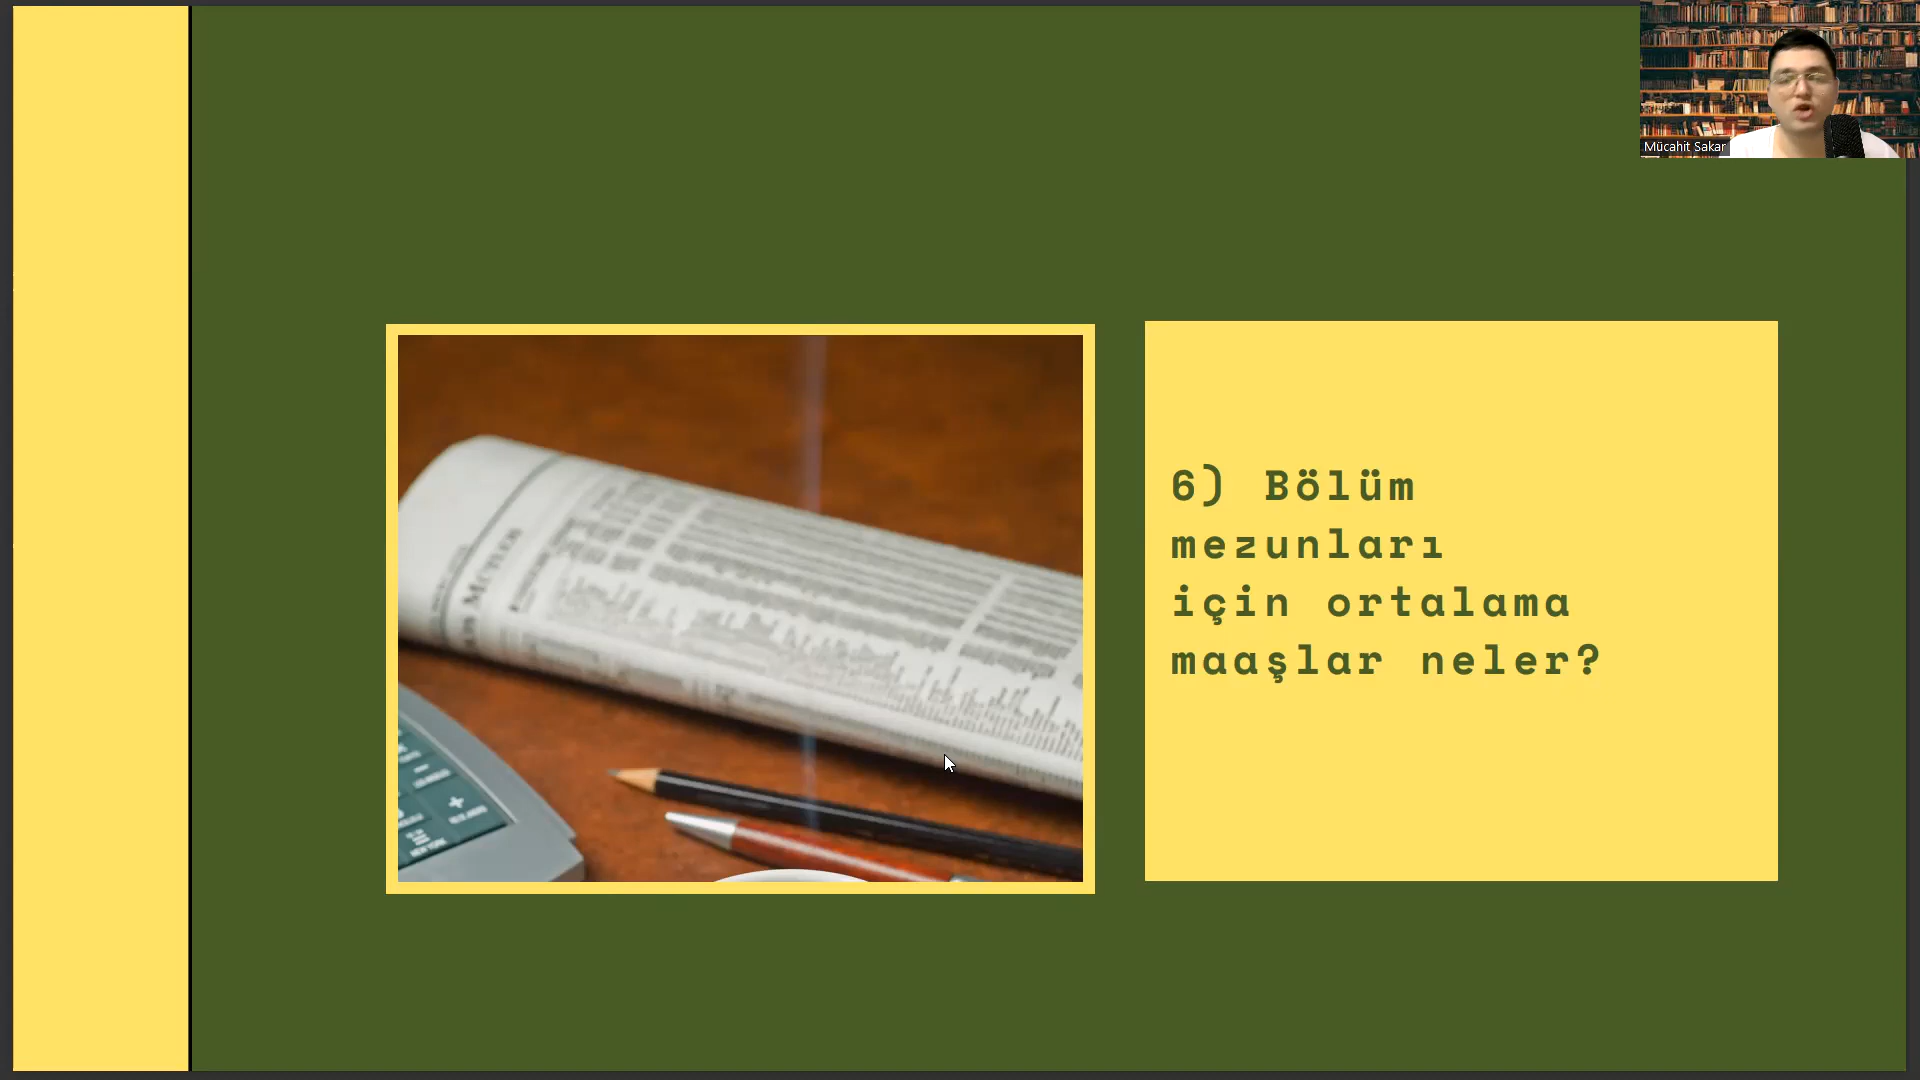 Mücahit Sakar
6) Bölüm
mezunları
için ortalama
maaşlar neler?